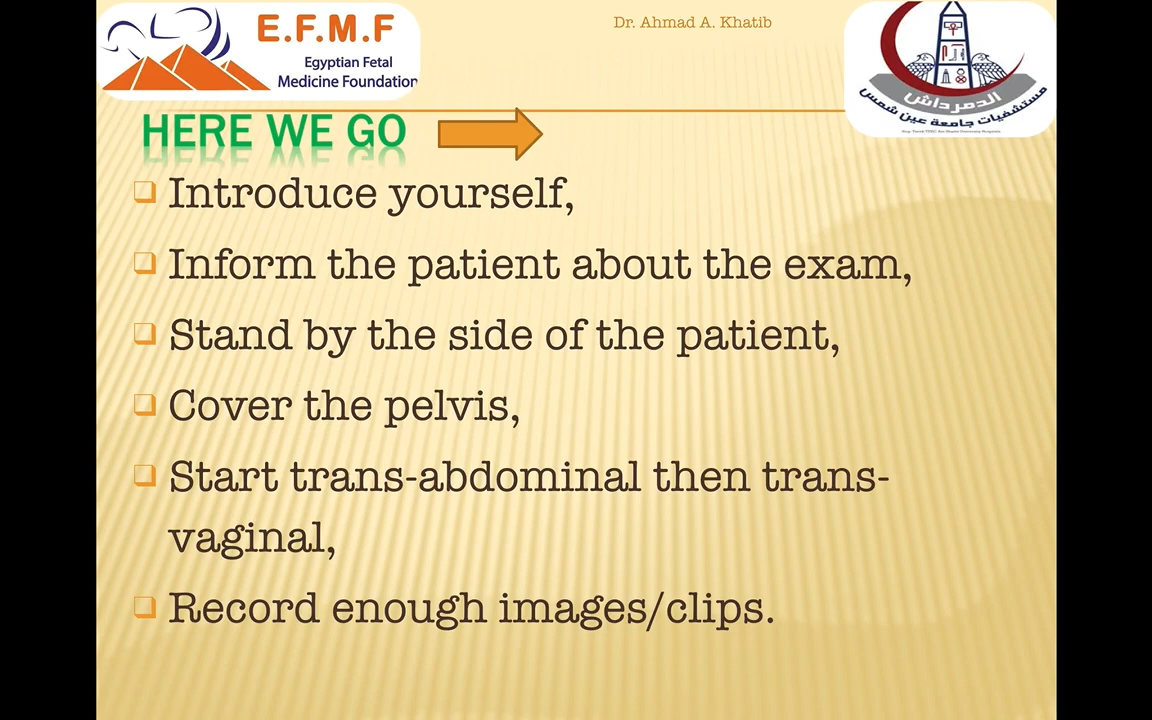 E.F.M.F
Egyptian Fetal
Medicine Foundation
Dr. Ahmad A. Khatib
الدمرداش
مستشفيات جامعة عين شمس
HERE WE GO
Introduce yourself,
Inform the patient about the exam,
Stand by the side of the patient,
Cover the pelvis,
Start trans-abdominal then trans-
vaginal,
Record enough images/clips.